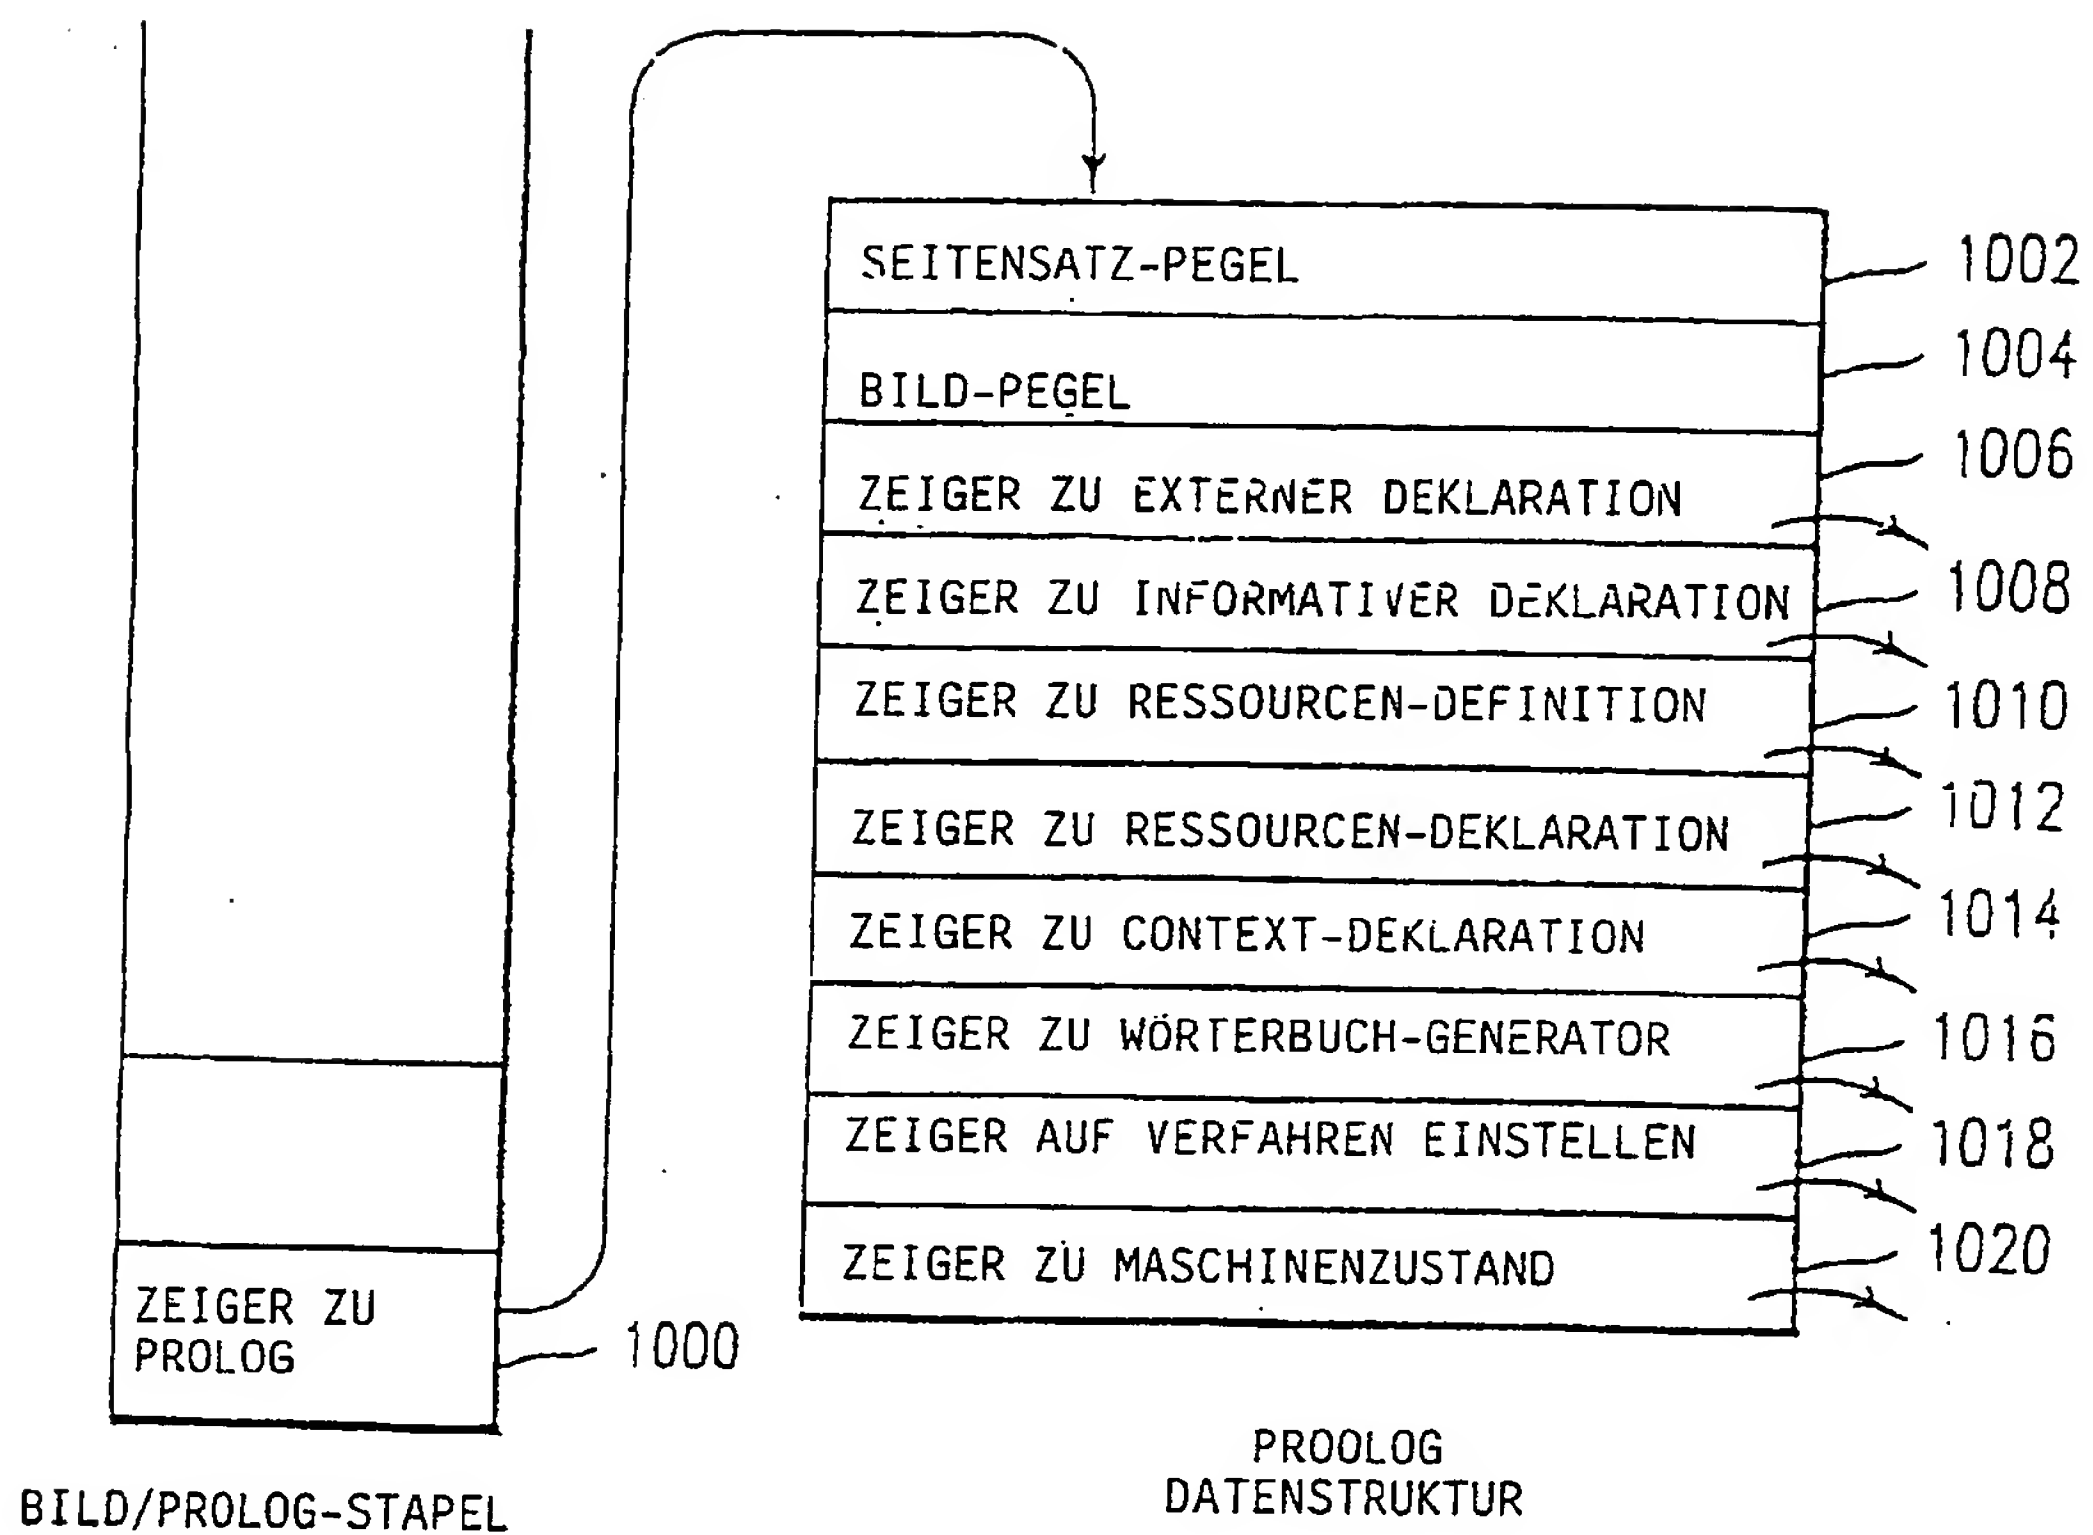 SEITENSATZ-PEGEL 1002
BILD-PEGEL 1004
ZEIGER ZU EXTERNER DEKLARATION 1006
ZEIGER ZU INFORMATIVER DEKLARATION 1008
ZEIGER ZU RESSOURCEN-DEFINITION 1010
ZEIGER ZU RESSOURCEN-DEKLARATION 1012
ZEIGER ZU CONTEXT-DEKLARATION 1014
ZEIGER ZU WÖRTERBUCH-GENERATOR 1016
ZEIGER AUF VERFAHREN EINSTELLEN 1018
ZEIGER ZU MASCHINENZUSTAND 1020
ZEIGER ZU
PROLOG
1000
BILD/PROLOG-STAPEL
PROOLOG
DATENSTRUKTUR